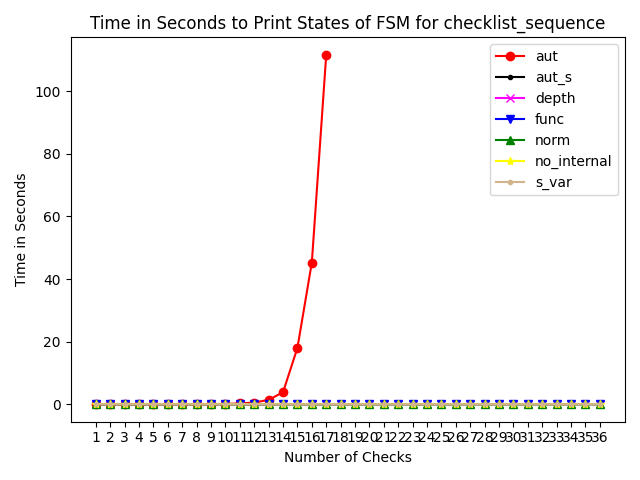 Time in Seconds to Print States of FSM for checklist_sequence
aut
aut_s
depth
func
norm
no_internal
s_var
Time in Seconds
100
80
60
40
20
0
1 2 3 4 5 6 7 8 9 10 11 12 13 14 15 16 17 18 19 20 21 22 23 24 25 26 27 28 29 30 31 32 33 34 35 36
Number of Checks